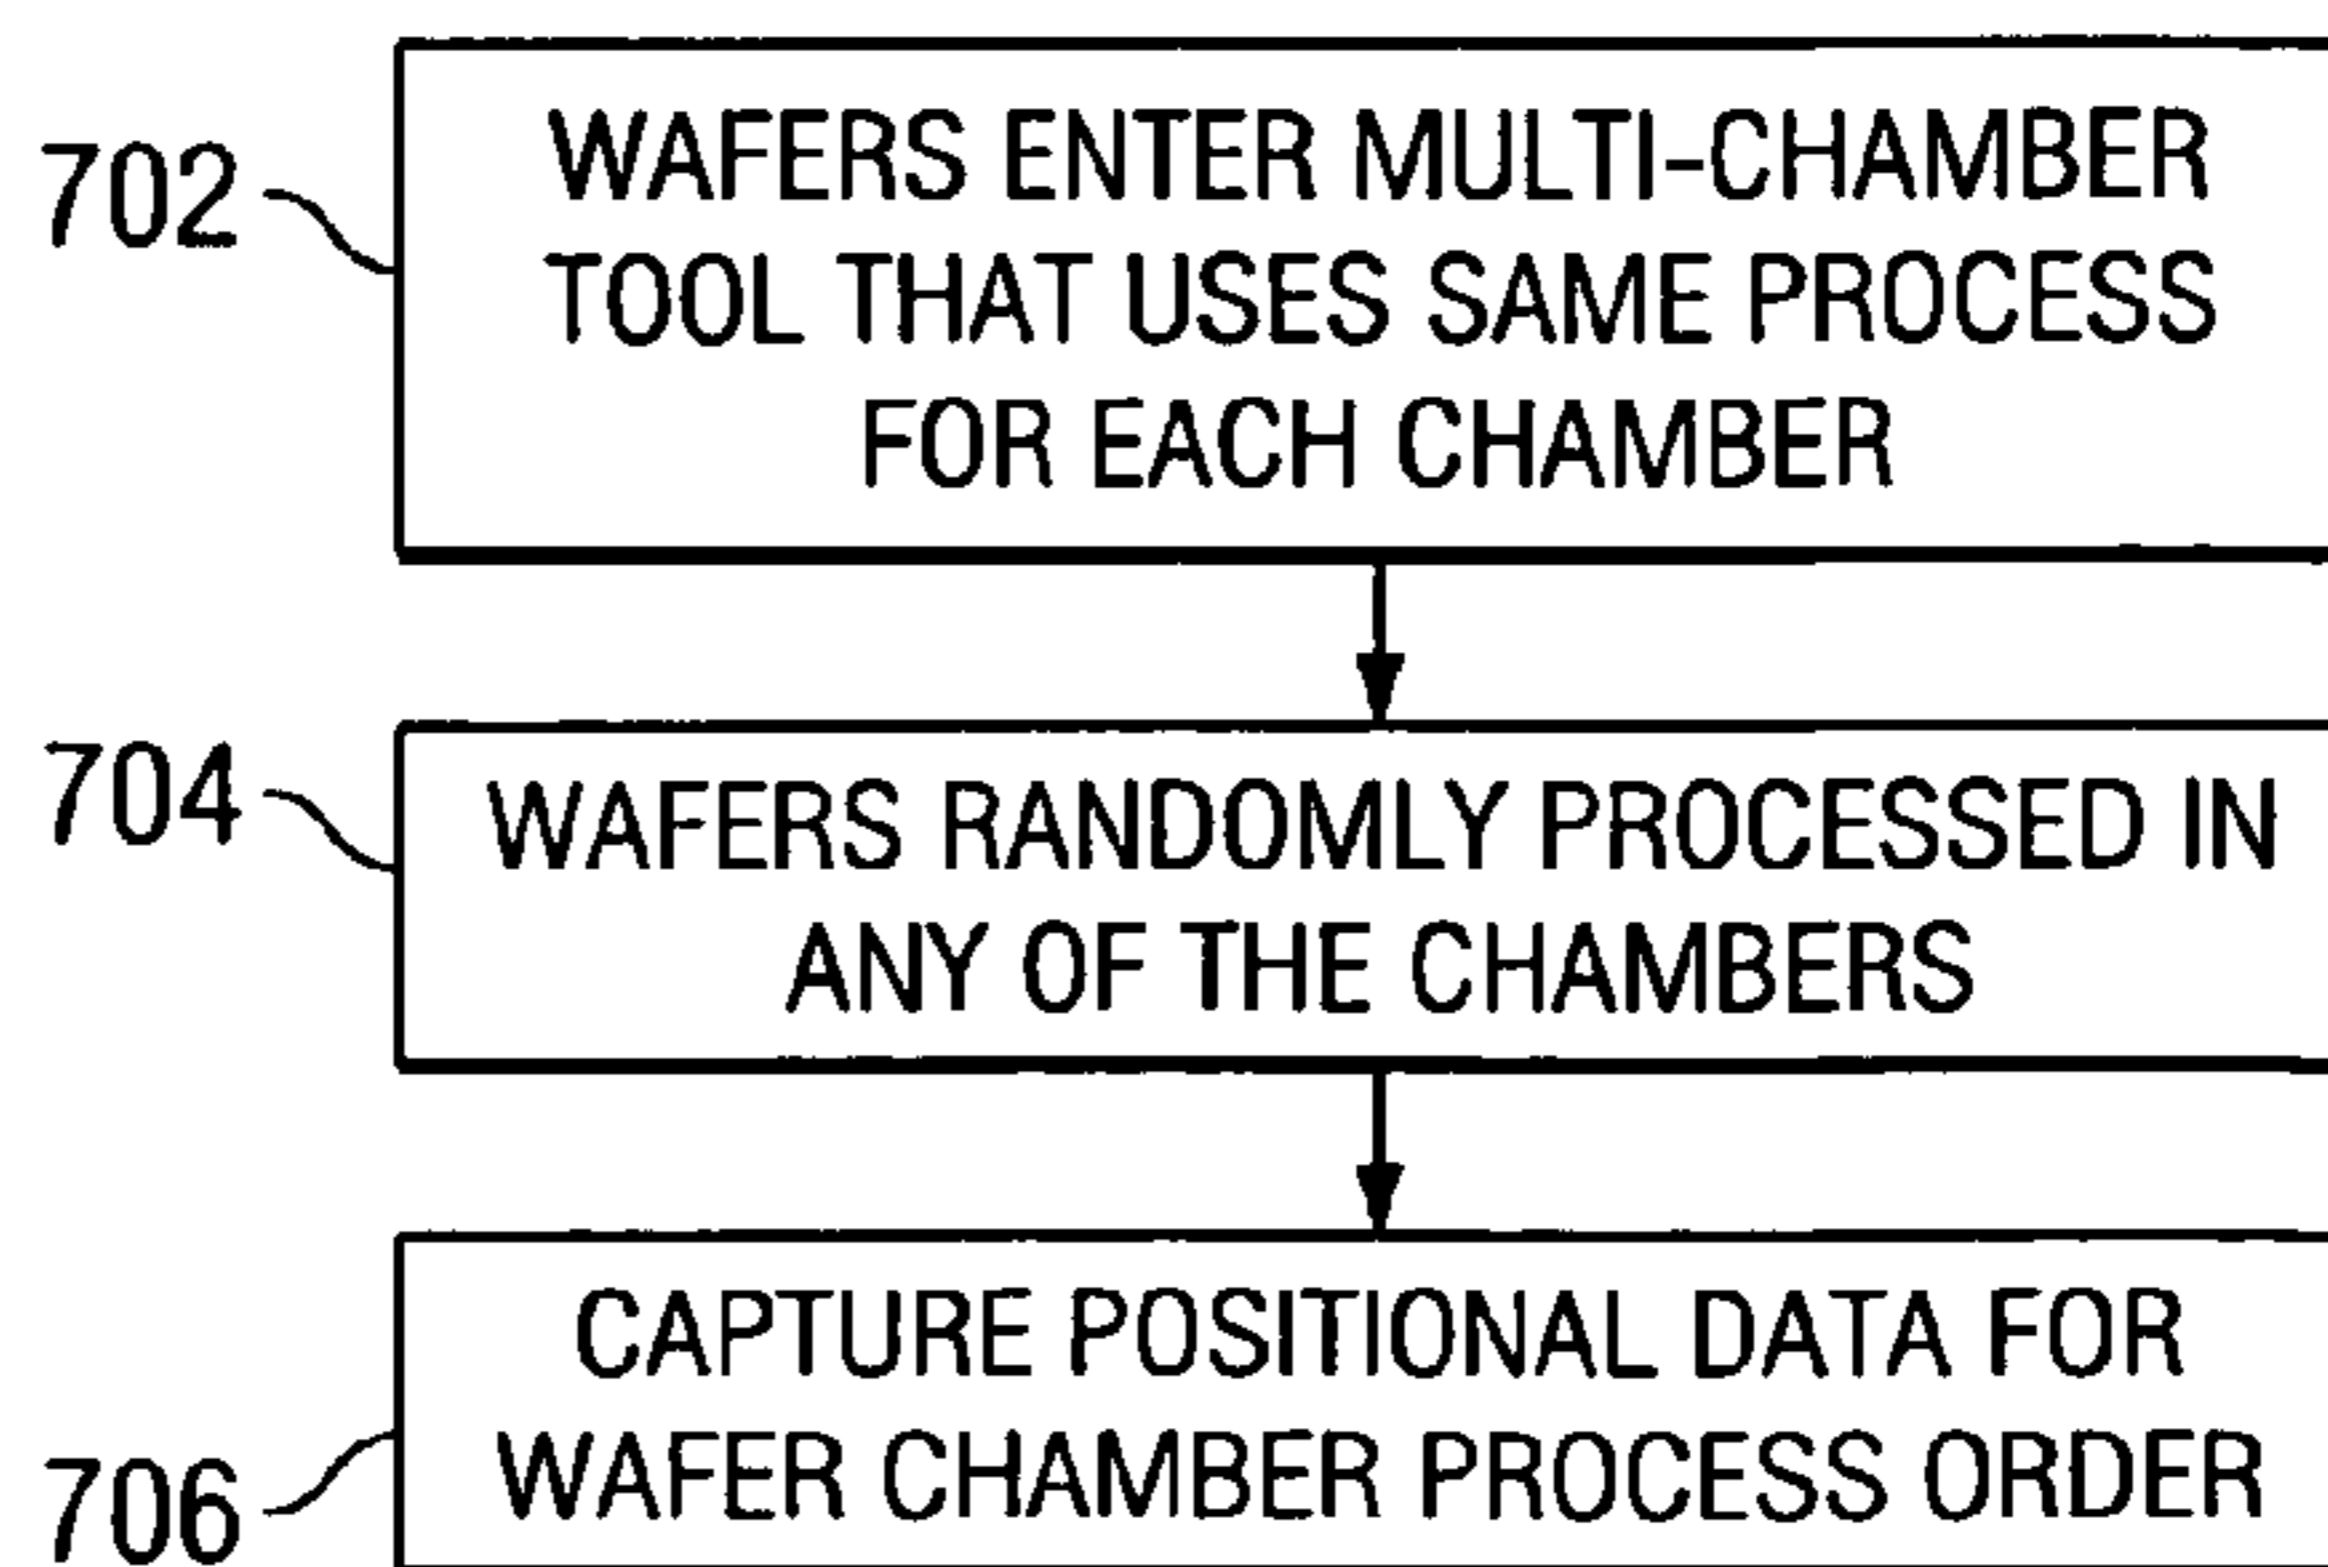 702
WAFERS ENTER MULTI-CHAMBER
TOOL THAT USES SAME PROCESS
FOR EACH CHAMBER
704
WAFERS RANDOMLY PROCESSED IN
ANY OF THE CHAMBERS
706
CAPTURE POSITIONAL DATA FOR
WAFER CHAMBER PROCESS ORDER